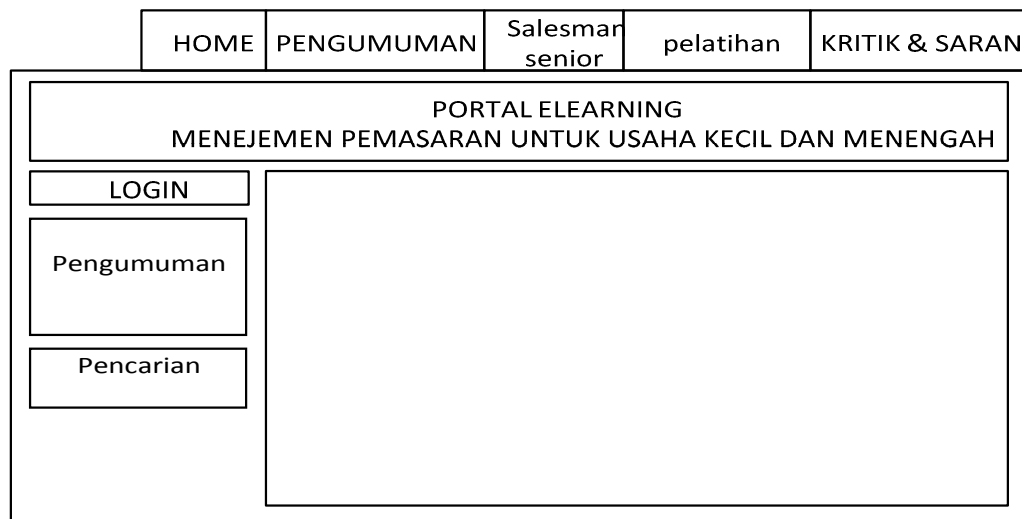 HOME
PENGUMUMAN
Salesman
senior
pelatihan
KRITIK & SARAN
PORTAL ELEARNING
MENEJEMEN PEMASARAN UNTUK USAHA KECIL DAN MENENGAH
LOGIN
Pengumuman
Pencarian